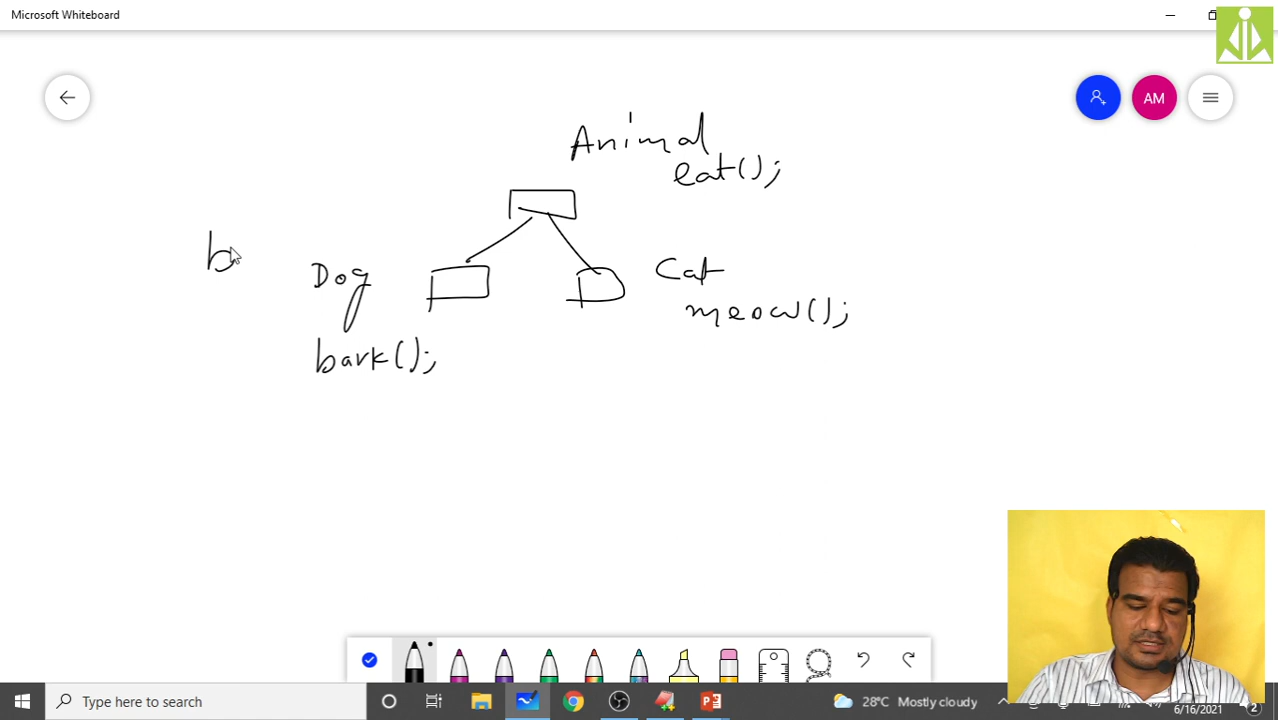 Microsoft Whiteboard
AM
Animal
eat();
b
Dog
Cat
meow();
bark();
Type here to search
28°C Mostly cloudy
6/16/2021
2